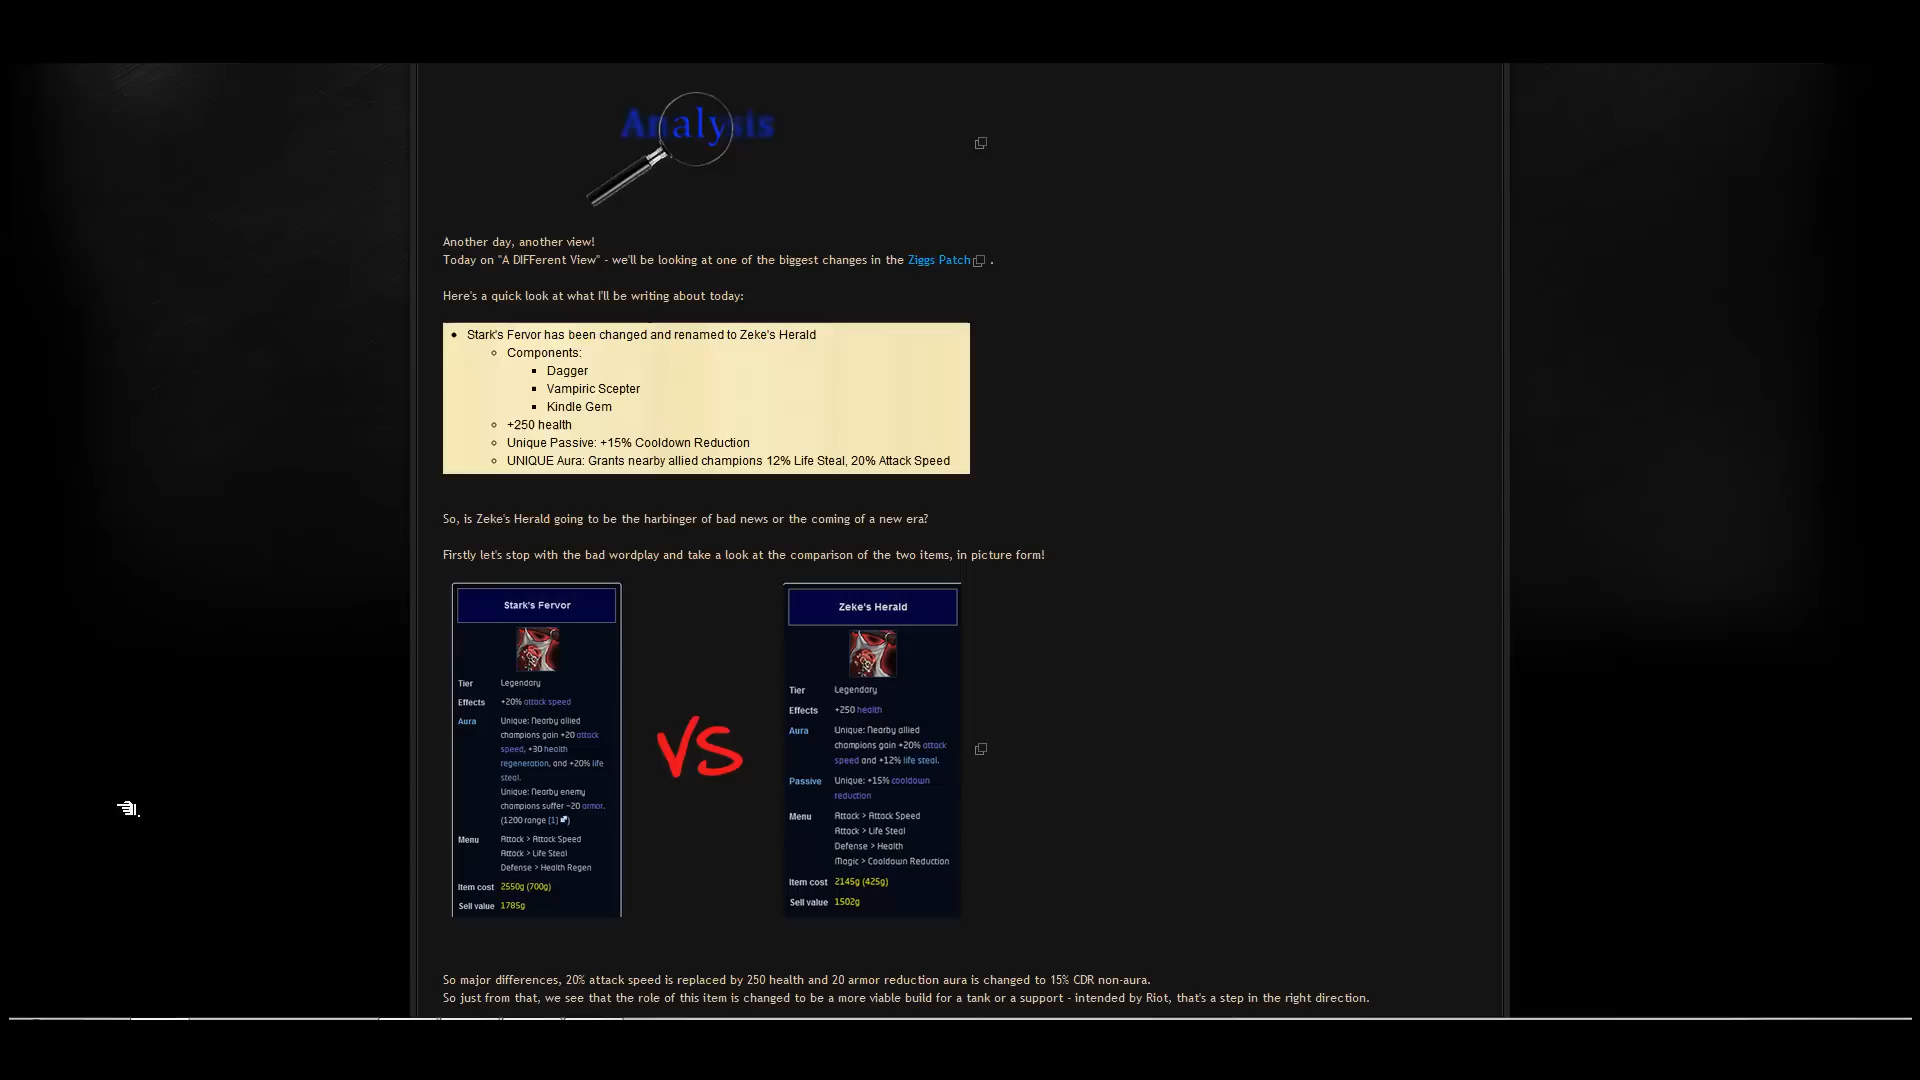 Analysis
Another day, another view!
Today on "A DIFFerent View" - we'll be looking at one of the biggest changes in the Ziggs Patch .
Here's a quick look at what I'll be writing about today:
Stark's Fervor has been changed and renamed to Zeke's Herald
Components:
Dagger
Vampiric Scepter
Kindle Gem
+250 health
Unique Passive: +15% Cooldown Reduction
UNIQUE Aura: Grants nearby allied champions 12% Life Steal, 20% Attack Speed
So, is Zeke's Herald going to be the harbinger of bad news or the coming of a new era?
Firstly let's stop with the bad wordplay and take a look at the comparison of the two items, in picture form!
Stark's Fervor
Tier Legendary
Effects +20% attack speed
Aura Unique: Nearby allied
champions gain +20 attack
speed, +30 health
regeneration, and +20% life
steal.
Unique: Nearby enemy
champions suffer -20 armor.
(1200 range [1] )
Menu Attack > Attack Speed
Attack > Life Steal
Defense > Health Regen
Item cost 2550g (700g)
Sell value 1785g
VS
Zeke's Herald
Tier Legendary
Effects +250 health
Aura Unique: Nearby allied
champions gain +20% attack
speed and +12% life steal.
Passive Unique: +15% cooldown
reduction
Menu Attack > Attack Speed
Attack > Life Steal
Defense > Health
Magic > Cooldown Reduction
Item cost 2145g (425g)
Sell value 1502g
So major differences, 20% attack speed is replaced by 250 health and 20 armor reduction aura is changed to 15% CDR non-aura.
So just from that, we see that the role of this item is changed to be a more viable build for a tank or a support - intended by Riot, that's a step in the right direction.